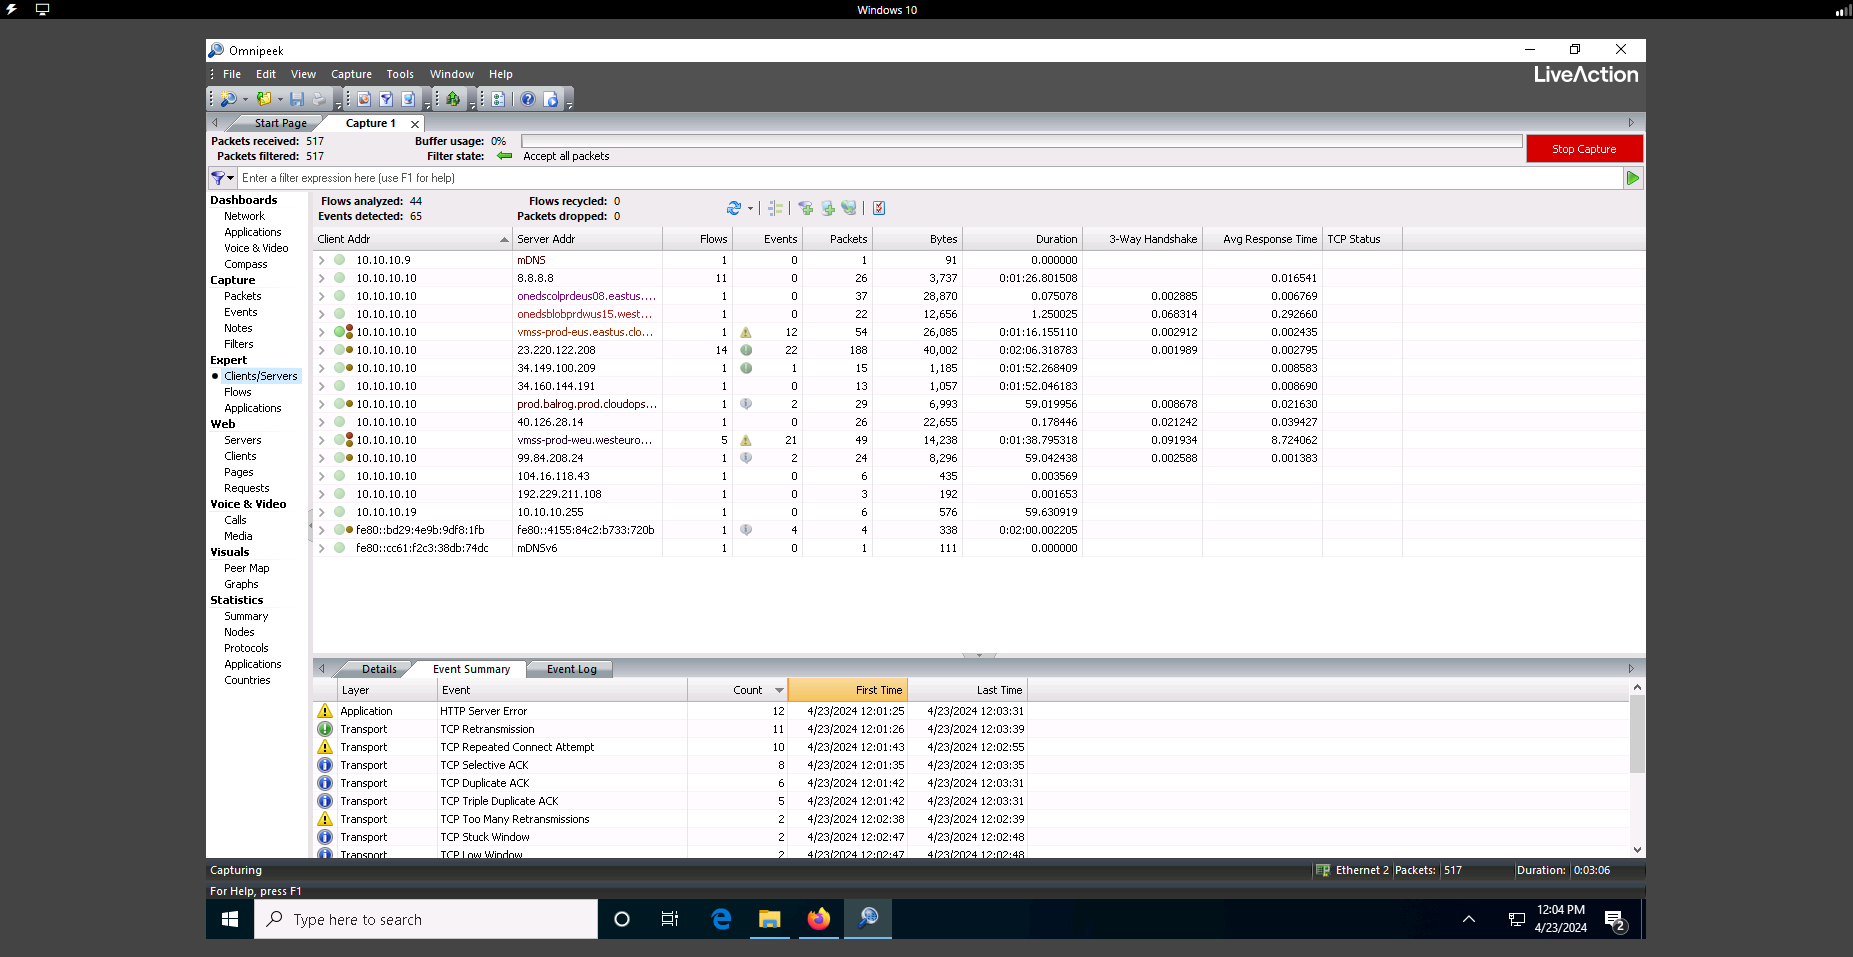 Windows 10
Omnipeek
File Edit View Capture Tools Window Help
LiveAction
Start Page Capture 1
Packets received: 517 Buffer usage: 0%
Packets filtered: 517 Filter state: Accept all packets
Stop Capture
Enter a filter expression here (use F1 for help)
Dashboards
Network
Applications
Voice & Video
Compass
Capture
Packets
Events
Notes
Filters
Expert
Clients/Servers
Flows
Applications
Web
Servers
Clients
Pages
Requests
Voice & Video
Calls
Media
Visuals
Peer Map
Graphs
Statistics
Summary
Nodes
Protocols
Applications
Countries
Flows analyzed: 44 Flows recycled: 0
Events detected: 65 Packets dropped: 0
Client Addr Server Addr Flows Events Packets Bytes Duration 3-Way Handshake Avg Response Time TCP Status
10.10.10.9 mDNS 1 0 1 91 0.000000
10.10.10.10 8.8.8.8 11 0 26 3,737 0:01:26.801508 0.016541
10.10.10.10 onedscolprdeus08.eastus.... 1 0 37 28,870 0.075078 0.002885 0.006769
10.10.10.10 onedsblobprdwus15.west... 1 0 22 12,656 1.250025 0.068314 0.292660
10.10.10.10 vmss-prod-eus.eastus.clo... 1 12 54 26,085 0:01:16.155110 0.002912 0.002435
10.10.10.10 23.220.122.208 14 22 188 40,002 0:02:06.318783 0.001989 0.002795
10.10.10.10 34.149.100.209 1 1 15 1,185 0:01:52.268409 0.008583
10.10.10.10 34.160.144.191 1 0 13 1,057 0:01:52.046183 0.008690
10.10.10.10 prod.balrog.prod.cloudops... 1 2 29 6,993 59.019956 0.008678 0.021630
10.10.10.10 40.126.28.14 1 0 26 22,655 0.178446 0.021242 0.039427
10.10.10.10 vmss-prod-weu.westeuro... 5 21 49 14,238 0:01:38.795318 0.091934 8.724062
10.10.10.10 99.84.208.24 1 2 24 8,296 59.042438 0.002588 0.001383
10.10.10.10 104.16.118.43 1 0 6 435 0.003569
10.10.10.10 192.229.211.108 1 0 3 192 0.001653
10.10.10.19 10.10.10.255 1 0 6 576 59.630919
fe80::bd29:4e9b:9df8:1fb fe80::4155:84c2:b733:720b 1 4 4 338 0:02:00.002205
fe80::cc61:f2c3:38db:74dc mDNSv6 1 0 1 111 0.000000
Details Event Summary Event Log
Layer Event Count First Time Last Time
Application HTTP Server Error 12 4/23/2024 12:01:25 4/23/2024 12:03:31
Transport TCP Retransmission 11 4/23/2024 12:01:26 4/23/2024 12:03:39
Transport TCP Repeated Connect Attempt 10 4/23/2024 12:01:43 4/23/2024 12:02:55
Transport TCP Selective ACK 8 4/23/2024 12:01:35 4/23/2024 12:03:35
Transport TCP Duplicate ACK 6 4/23/2024 12:01:42 4/23/2024 12:03:31
Transport TCP Triple Duplicate ACK 5 4/23/2024 12:01:42 4/23/2024 12:03:31
Transport TCP Too Many Retransmissions 2 4/23/2024 12:02:38 4/23/2024 12:02:39
Transport TCP Stuck Window 2 4/23/2024 12:02:47 4/23/2024 12:02:48
Transport TCP Low Window 2 4/23/2024 12:02:47 4/23/2024 12:02:48
Capturing Ethernet 2 Packets: 517 Duration: 0:03:06
For Help, press F1
Type here to search
12:04 PM
4/23/2024
2